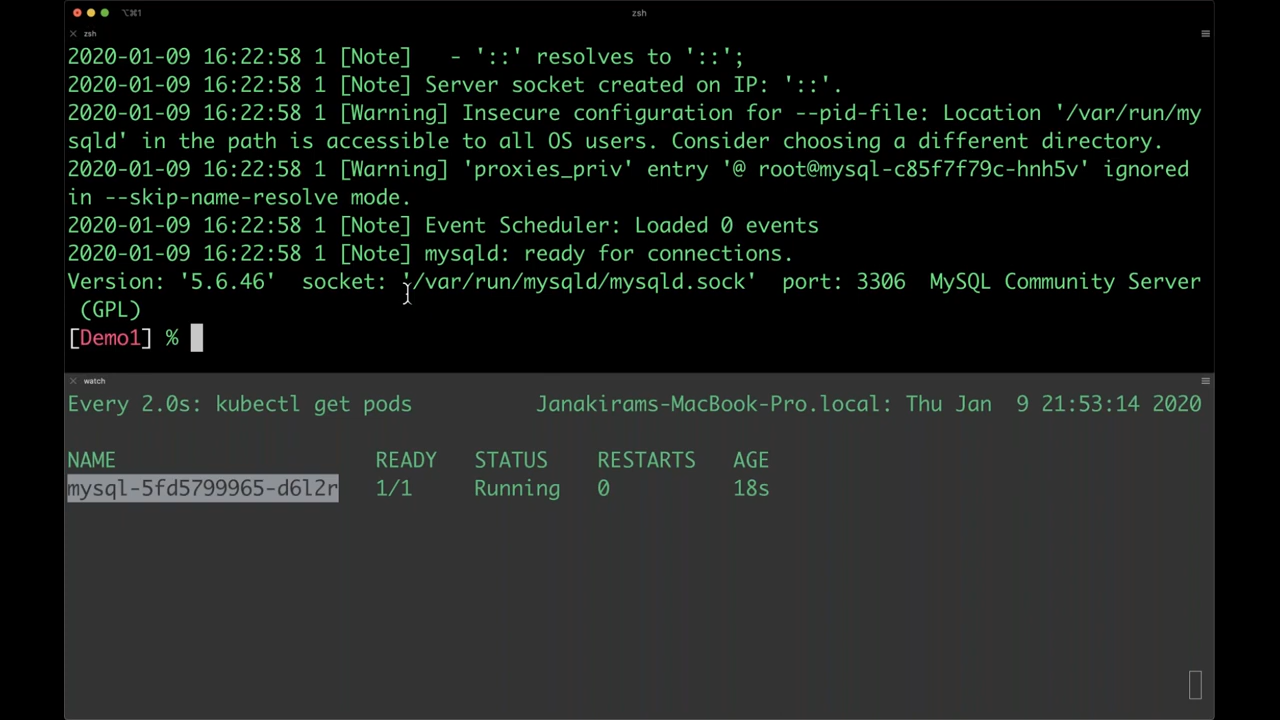 ⌥⌘1
zsh
zsh
2020-01-09 16:22:58 1 [Note]   - '::' resolves to '::';
2020-01-09 16:22:58 1 [Note] Server socket created on IP: '::'.
2020-01-09 16:22:58 1 [Warning] Insecure configuration for --pid-file: Location '/var/run/my
sqld' in the path is accessible to all OS users. Consider choosing a different directory.
2020-01-09 16:22:58 1 [Warning] 'proxies_priv' entry '@ root@mysql-c85f7f79c-hnh5v' ignored
in --skip-name-resolve mode.
2020-01-09 16:22:58 1 [Note] Event Scheduler: Loaded 0 events
2020-01-09 16:22:58 1 [Note] mysqld: ready for connections.
Version: '5.6.46'  socket: '/var/run/mysqld/mysqld.sock'  port: 3306  MySQL Community Server
(GPL)
[Demo1] %
watch
Every 2.0s: kubectl get pods    Janakirams-MacBook-Pro.local: Thu Jan  9 21:53:14 2020
NAME    READY   STATUS    RESTARTS   AGE
mysql-5fd5799965-d6l2r   1/1   Running   0   18s